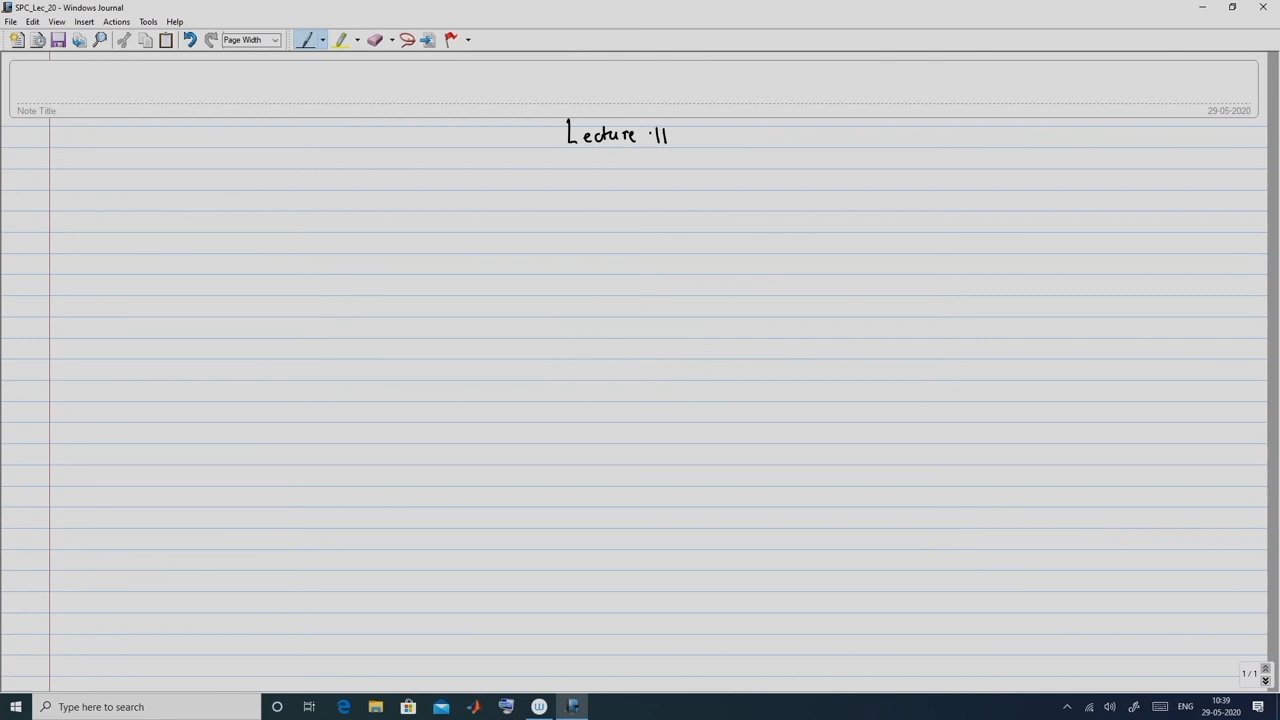 SPC_Lec_20 - Windows Journal
File Edit View Insert Actions Tools Help
Page Width
Note Title
29-05-2020
Lecture ·11
1/1
Type here to search
ENG
10:39
29-05-2020